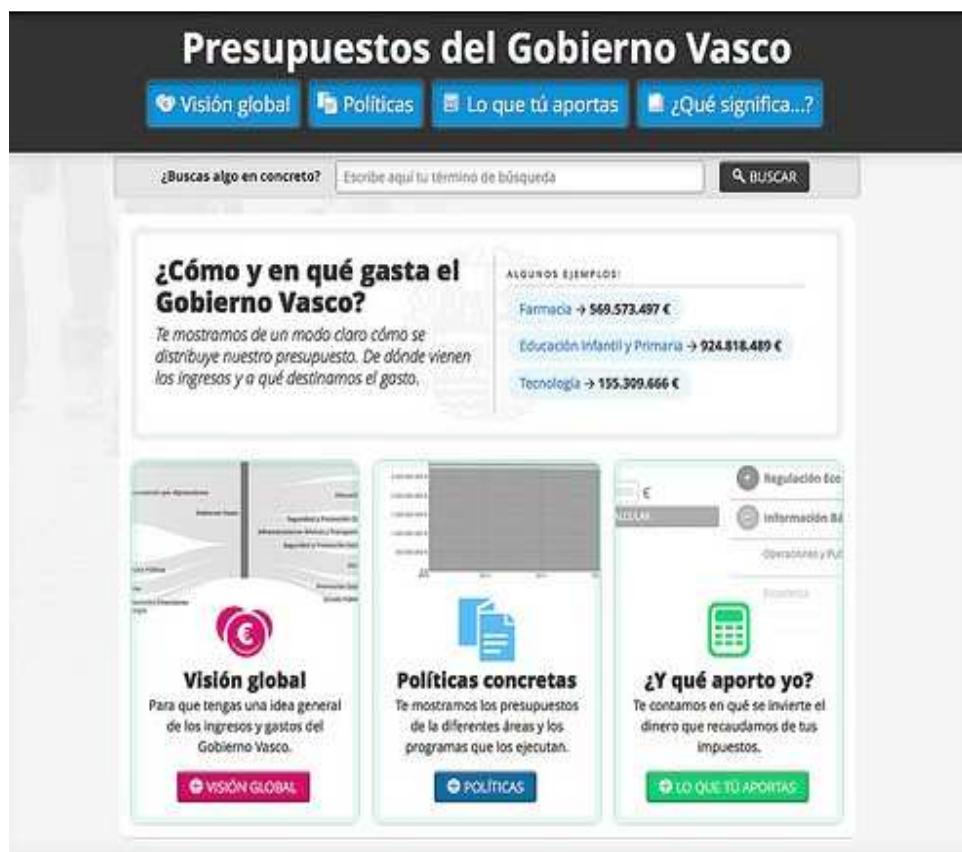 Presupuestos del Gobierno Vasco
Visión global
Políticas
Lo que tú aportas
¿Qué significa...?
¿Buscas algo en concreto?
Escribe aquí tu término de búsqueda
BUSCAR
¿Cómo y en qué gasta el
Gobierno Vasco?
Te mostramos de un modo claro cómo se
distribuye nuestro presupuesto. De dónde vienen
los ingresos y a qué destinamos el gasto.
ALGUNOS EJEMPLOS:
Farmacia → 569.573.497 €
Educación Infantil y Primaria → 924.818.489 €
Tecnología → 155.309.666 €
€
Visión global
Para que tengas una idea general
de los ingresos y gastos del
Gobierno Vasco.
VISIÓN GLOBAL
Políticas concretas
Te mostramos los presupuestos
de la diferentes áreas y los
programas que los ejecutan.
POLÍTICAS
€
Regulación Eco
Información Bá
Operaciones y Put
Estadística
¿Y qué aporto yo?
Te contamos en qué se invierte el
dinero que recaudamos de tus
impuestos.
LO QUE TÚ APORTAS